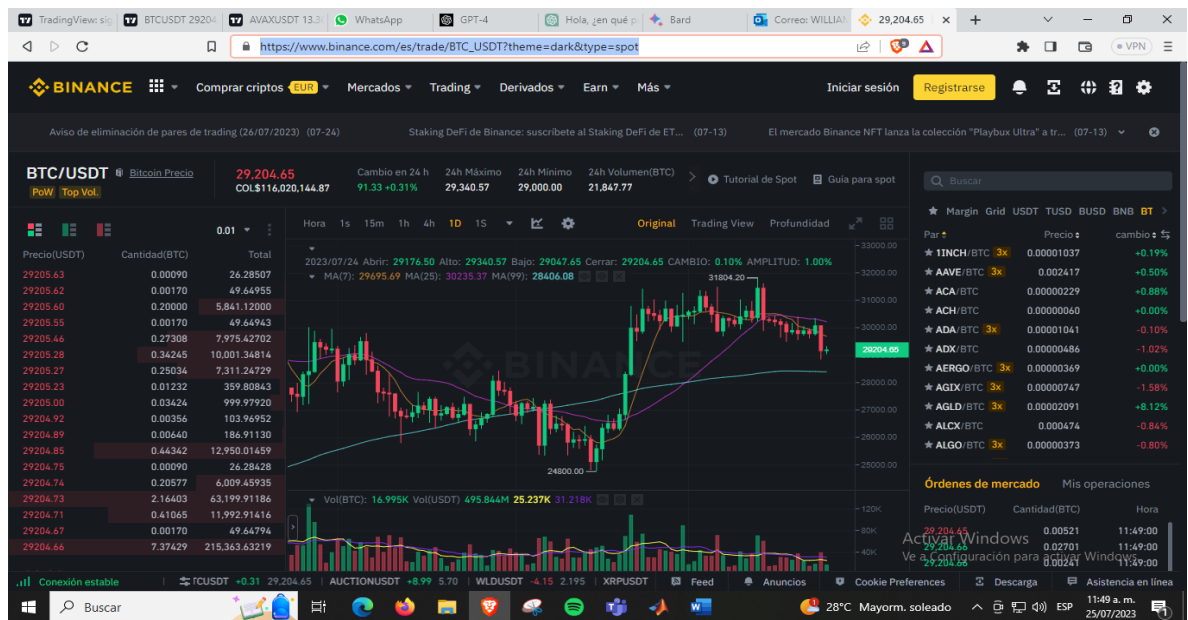 TradingView: sig
BTCUSDT 29204
AVAXUSDT 13.3
WhatsApp
GPT-4
Hola, ¿en qué p
Bard
Correo: WILLIA
29,204.65
https://www.binance.com/es/trade/BTC_USDT?theme=dark&type=spot
VPN
BINANCE
Comprar criptos EUR
Mercados
Trading
Derivados
Earn
Más
Iniciar sesión
Registrarse
Aviso de eliminación de pares de trading (26/07/2023) (07-24)
Staking DeFi de Binance: suscríbete al Staking DeFi de ET... (07-13)
El mercado Binance NFT lanza la colección "Playbux Ultra" a tr... (07-13)
BTC/USDT
Bitcoin Precio
PoW Top Vol.
29,204.65
COL$116,020,144.87
Cambio en 24 h
91.33 +0.31%
24h Máximo
29,340.57
24h Mínimo
29,000.00
24h Volumen(BTC)
21,847.77
Tutorial de Spot
Guía para spot
0.01
Precio(USDT) Cantidad(BTC) Total
29205.63 0.00090 26.28507
29205.62 0.00170 49.64955
29205.60 0.20000 5,841.12000
29205.55 0.00170 49.64943
29205.46 0.27308 7,975.42702
29205.28 0.34245 10,001.34814
29205.27 0.25034 7,311.24729
29205.23 0.01232 359.80843
29205.00 0.03424 999.97920
29204.92 0.00356 103.96952
29204.89 0.00640 186.91130
29204.85 0.44342 12,950.01459
29204.75 0.00090 26.28428
29204.74 0.20577 6,009.45935
29204.73 2.16403 63,199.91186
29204.71 0.41065 11,992.91416
29204.67 0.00170 49.64794
29204.66 7.37429 215,363.63219
Hora 1s 15m 1h 4h 1D 1S
Original Trading View Profundidad
2023/07/24 Abrir: 29176.50 Alto: 29340.57 Bajo: 29047.65 Cerrar: 29204.65 CAMBIO: 0.10% AMPLITUD: 1.00%
MA(7): 29695.69 MA(25): 30235.37 MA(99): 28406.08
31804.20
24800.00
BINANCE
33000.00
32000.00
31000.00
30000.00
29204.65
28000.00
27000.00
26000.00
25000.00
Vol(BTC): 16.995K Vol(USDT) 495.844M 25.237K 31.218K
120K
80K
40K
Buscar
Margin Grid USDT TUSD BUSD BNB BT
Par Precio cambio
1INCH/BTC 3x 0.00001037 +0.19%
AAVE/BTC 3x 0.002417 +0.50%
ACA/BTC 0.00000229 +0.88%
ACH/BTC 0.00000060 +0.00%
ADA/BTC 3x 0.00001041 -0.10%
ADX/BTC 0.00000486 -1.02%
AERGO/BTC 3x 0.00000369 +0.00%
AGIX/BTC 3x 0.00000747 -1.58%
AGLD/BTC 3x 0.00002091 +8.12%
ALCX/BTC 0.000474 -0.84%
ALGO/BTC 3x 0.00000373 -0.80%
Órdenes de mercado
Mis operaciones
Precio(USDT) Cantidad(BTC) Hora
29,204.65 0.00521 11:49:00
29,204.66 0.02701 11:49:00
29,204.66 0.00241 11:49:00
Activar Windows
Ve a Configuración para activar Windows.
Conexión estable
TCUSDT +0.31 29,204.65
AUCTIONUSDT +8.99 5.70
WLDUSDT -4.15 2.195
XRPUSDT
Feed
Anuncios
Cookie Preferences
Descarga
Asistencia en línea
Buscar
28°C Mayorm. soleado
ESP
11:49 a. m.
25/07/2023